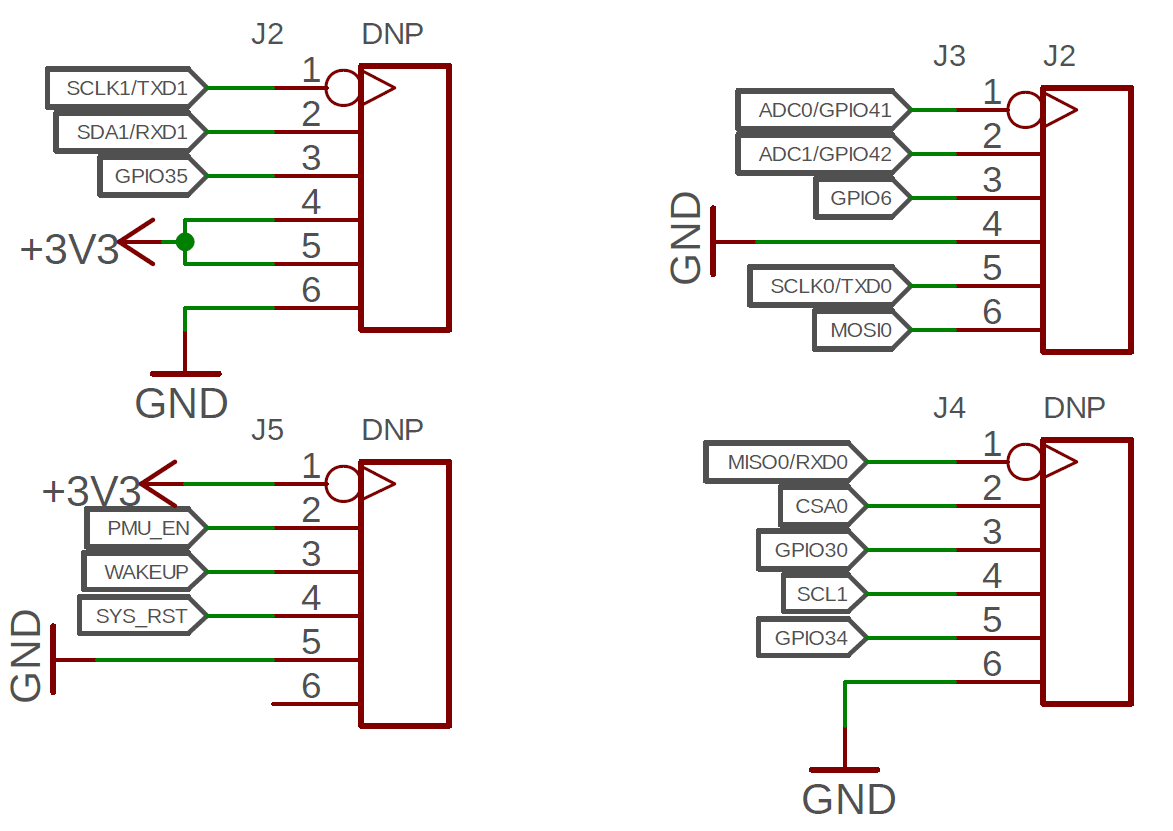 J2 DNP
SCLK1/TXD1 1
SDA1/RXD1 2
GPIO35 3
4
+3V3 5
6
GND
J3 J2
ADC0/GPIO41 1
ADC1/GPIO42 2
GPIO6 3
GND 4
SCLK0/TXD0 5
MOSI0 6
J5 DNP
+3V3 1
PMU_EN 2
WAKEUP 3
SYS_RST 4
GND 5
6
J4 DNP
MISO0/RXD0 1
CSA0 2
GPIO30 3
SCL1 4
GPIO34 5
6
GND